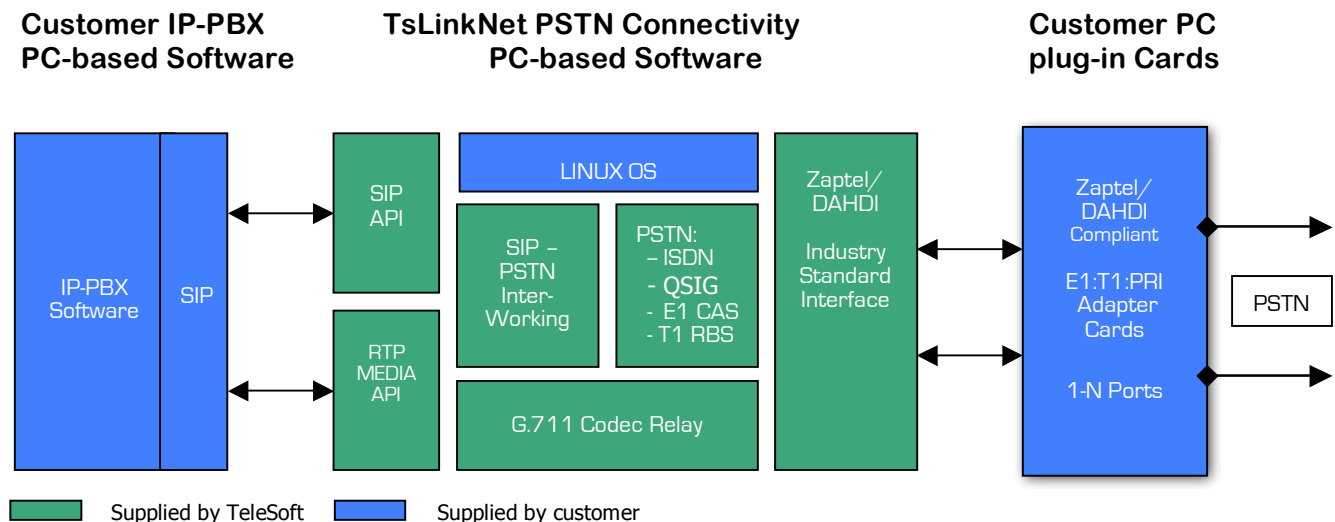 Customer IP-PBX
PC-based Software
TsLinkNet PSTN Connectivity
PC-based Software
Customer PC
plug-in Cards
IP-PBX
Software
SIP
SIP
API
RTP
MEDIA
API
LINUX OS
SIP –
PSTN
Inter-
Working
PSTN:
– ISDN
- QSIG
- E1 CAS
- T1 RBS
G.711 Codec Relay
Zaptel/
DAHDI
Industry
Standard
Interface
Zaptel/
DAHDI
Compliant
E1:T1:PRI
Adapter
Cards
1-N Ports
PSTN
Supplied by TeleSoft
Supplied by customer